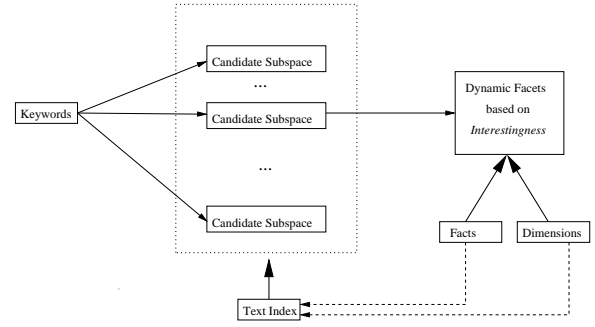 Candidate Subspace
...
Keywords
Candidate Subspace
...
Candidate Subspace
Dynamic Facets
based on
Interestingness
Facts
Dimensions
Text Index